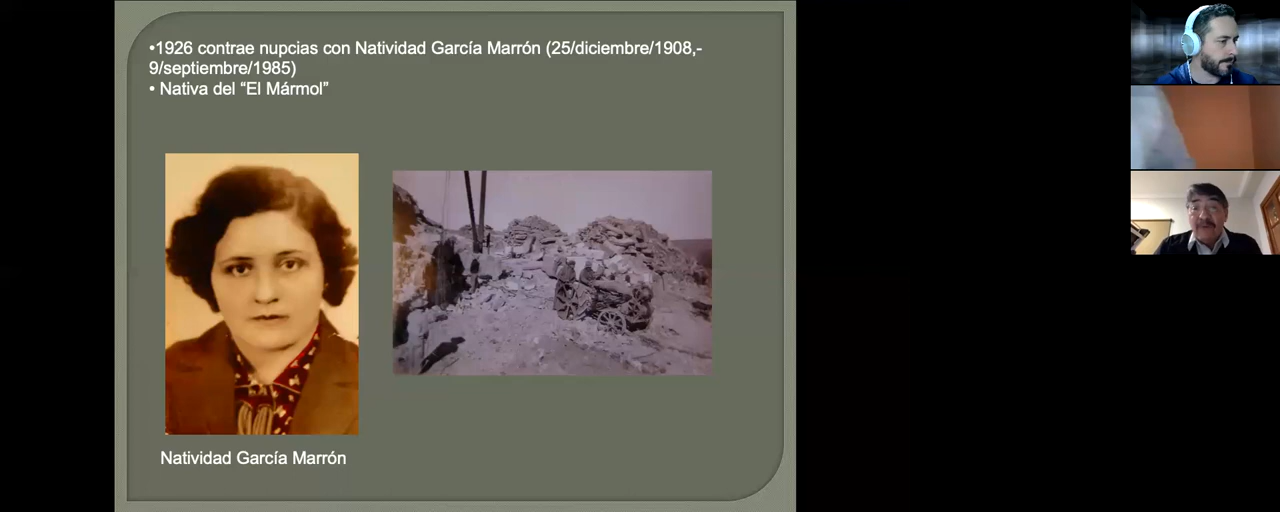 •1926 contrae nupcias con Natividad García Marrón (25/diciembre/1908,-
9/septiembre/1985)
• Nativa del “El Mármol”
Natividad García Marrón